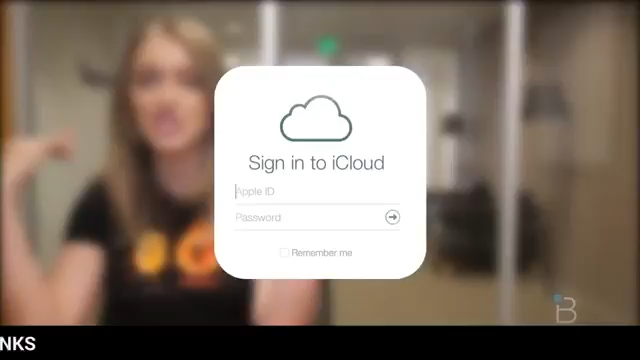 Sign in to iCloud
Apple ID
Password
Remember me
B
NKS